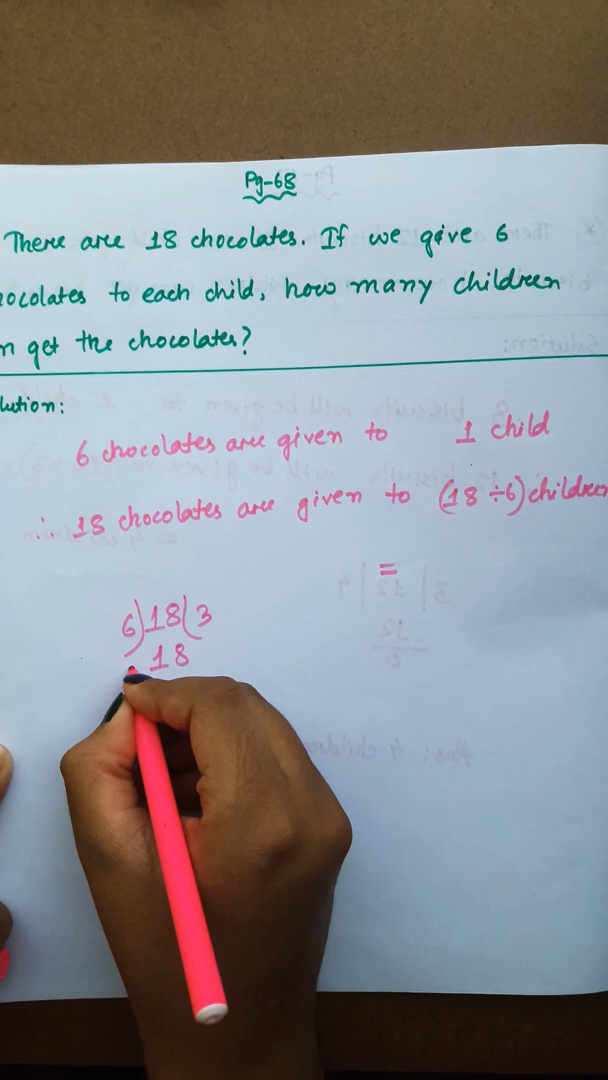 Pg-68
There are 18 chocolates. If we give 6
ocolates to each child, how many children
n get the chocolates?
lution:
6 chocolates are given to 1 child
∴ 18 chocolates are given to (18÷6) children
=
6)18(3
18